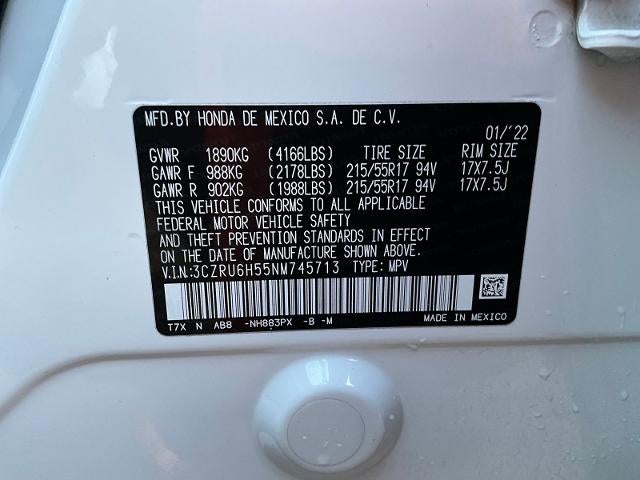 MFD.BY HONDA DE MEXICO S.A. DE C.V.
01/'22
GVWR 1890KG (4166LBS) TIRE SIZE RIM SIZE
GAWR F 988KG (2178LBS) 215/55R17 94V 17X7.5J
GAWR R 902KG (1988LBS) 215/55R17 94V 17X7.5J
THIS VEHICLE CONFORMS TO ALL APPLICABLE
FEDERAL MOTOR VEHICLE SAFETY
AND THEFT PREVENTION STANDARDS IN EFFECT
ON THE DATE OF MANUFACTURE SHOWN ABOVE.
V.I.N.:3CZRU6H55NM745713 TYPE: MPV
T7X N AB8 -NH883PX -B -M MADE IN MEXICO